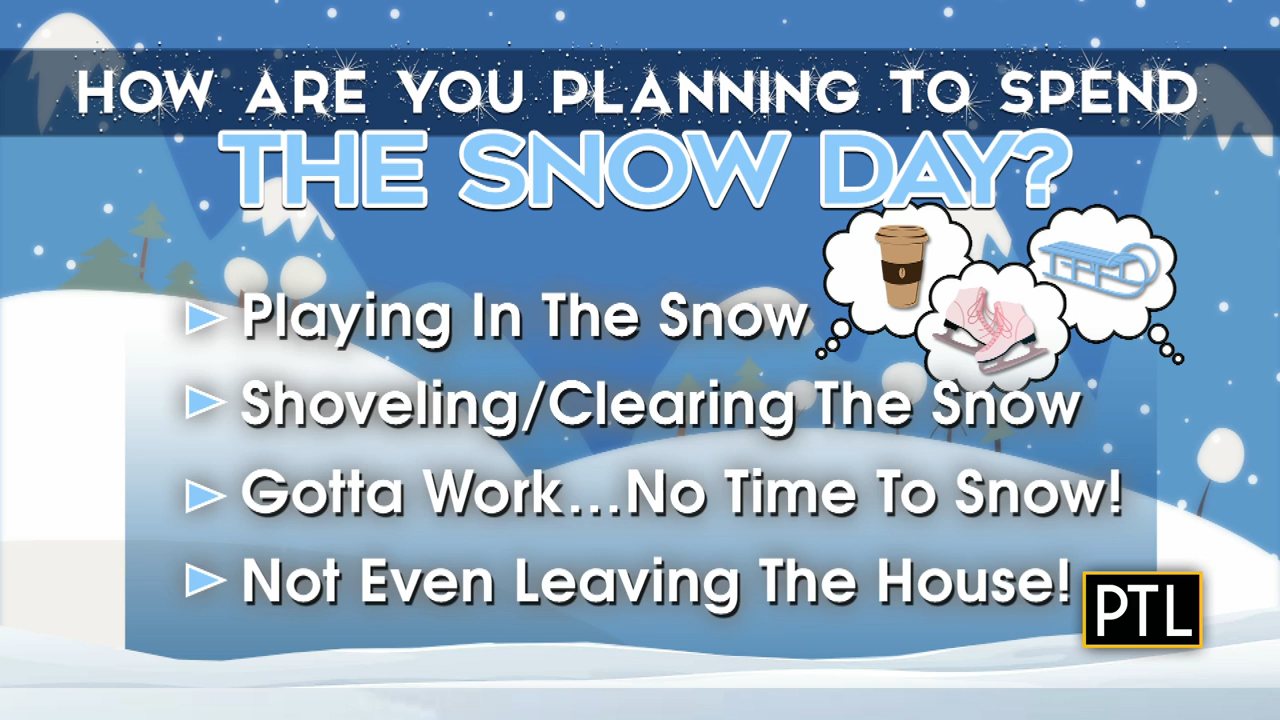 HOW ARE YOU PLANNING TO SPEND
THE SNOW DAY?
Playing In The Snow
Shoveling/Clearing The Snow
Gotta Work...No Time To Snow!
Not Even Leaving The House!
PTL